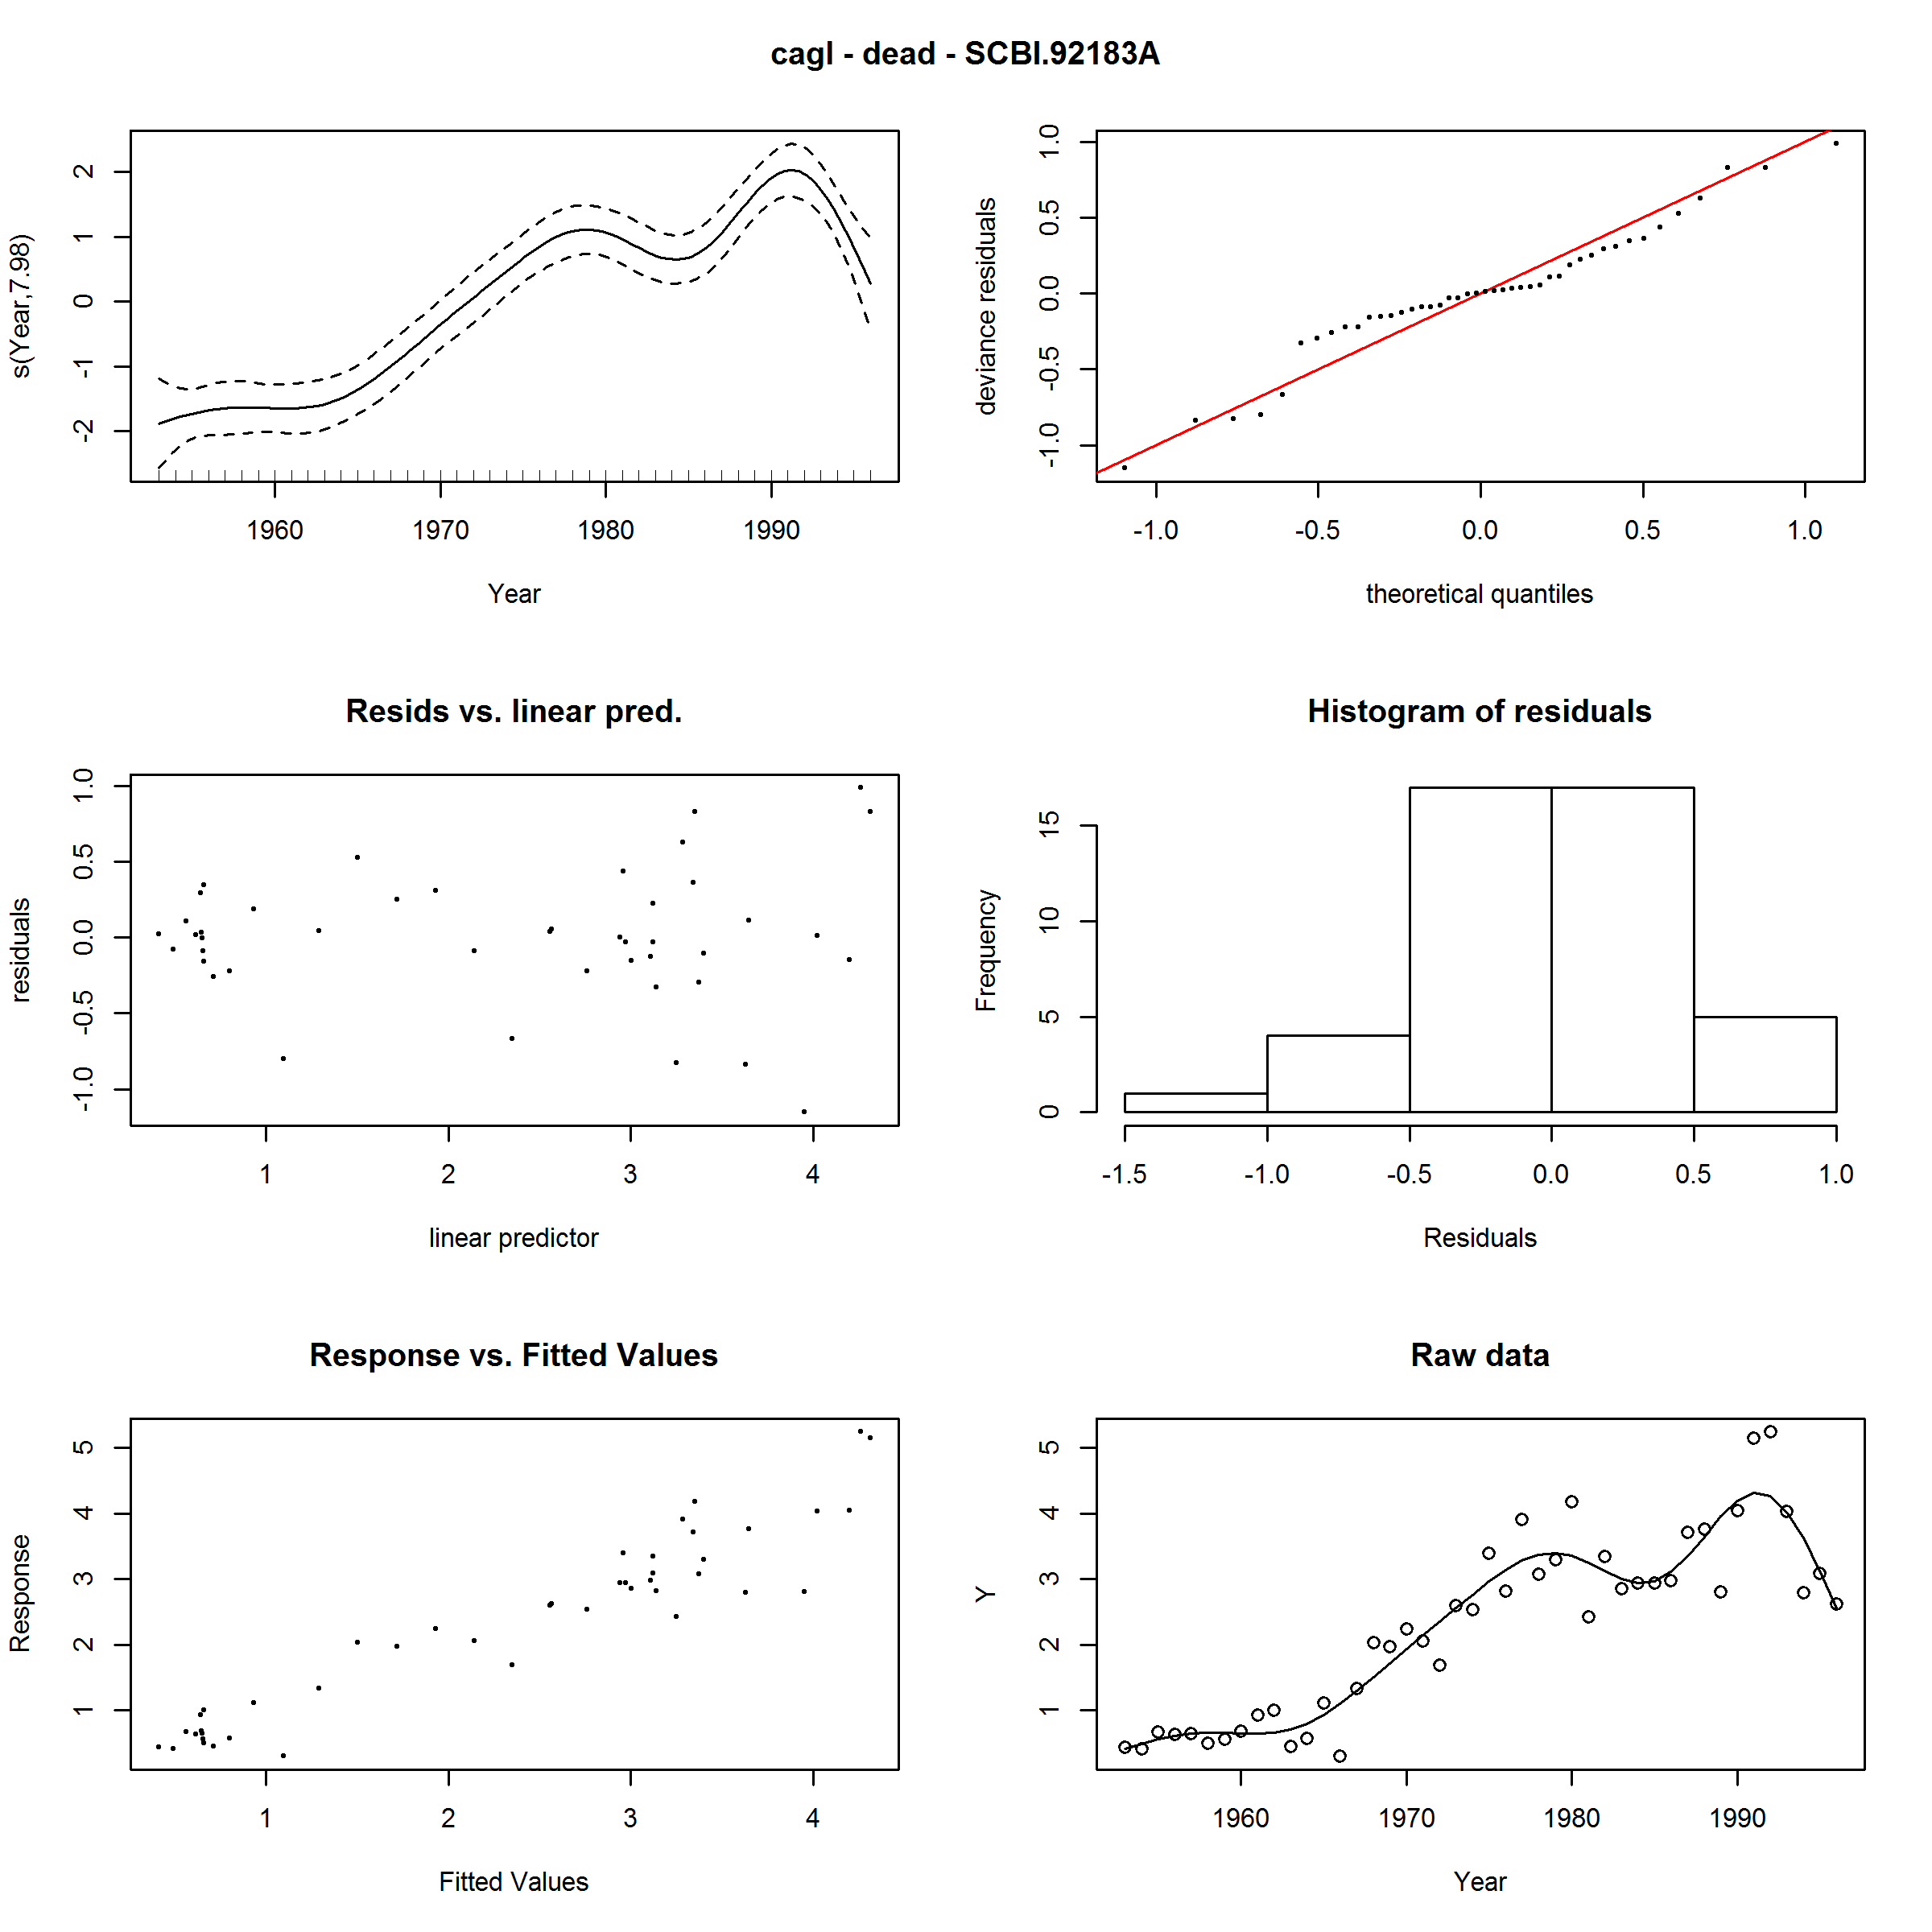 cagl - dead - SCBI.92183A
s(Year,7.98)
2
1
0
-1
-2
1960 1970 1980 1990
Year
deviance residuals
1.0
0.5
0.0
-0.5
-1.0
-1.0 -0.5 0.0 0.5 1.0
theoretical quantiles
Resids vs. linear pred.
residuals
1.0
0.5
0.0
-0.5
-1.0
1 2 3 4
linear predictor
Histogram of residuals
Frequency
15
10
5
0
-1.5 -1.0 -0.5 0.0 0.5 1.0
Residuals
Response vs. Fitted Values
Response
5
4
3
2
1
1 2 3 4
Fitted Values
Raw data
Y
5
4
3
2
1
1960 1970 1980 1990
Year